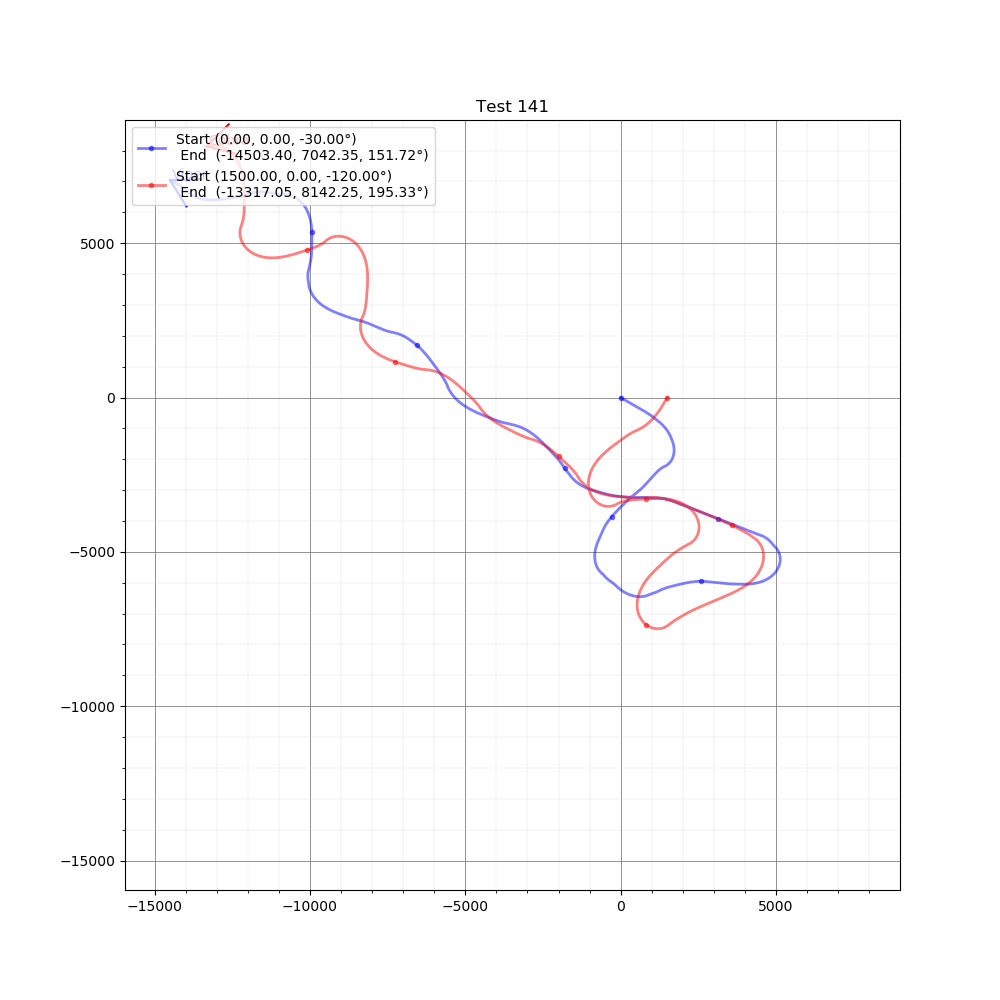 Test 141
Start (0.00, 0.00, -30.00°)
End  (-14503.40, 7042.35, 151.72°)
Start (1500.00, 0.00, -120.00°)
End  (-13317.05, 8142.25, 195.33°)
5000
0
−5000
−10000
−15000
−15000
−10000
−5000
0
5000